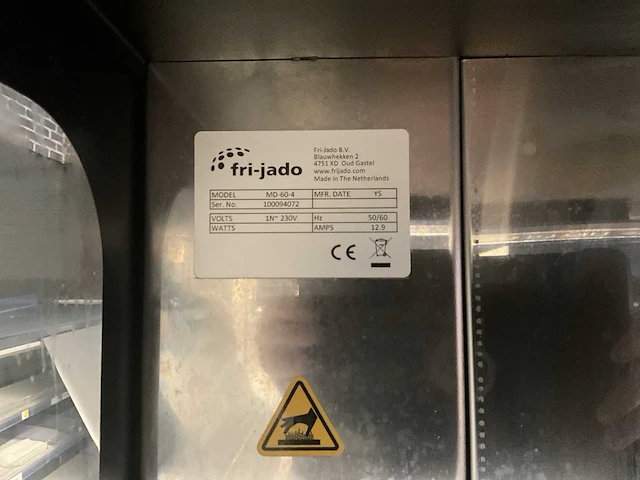 fri-jado
Fri-Jado B.V.
Blauwhekken 2
4751 XD Oud Gastel
www.frijado.com
Made in The Netherlands
MODEL MD-60-4 MFR. DATE YS
Ser. No. 100094072
VOLTS 1N~ 230V Hz 50/60
WATTS AMPS 12.9
CE